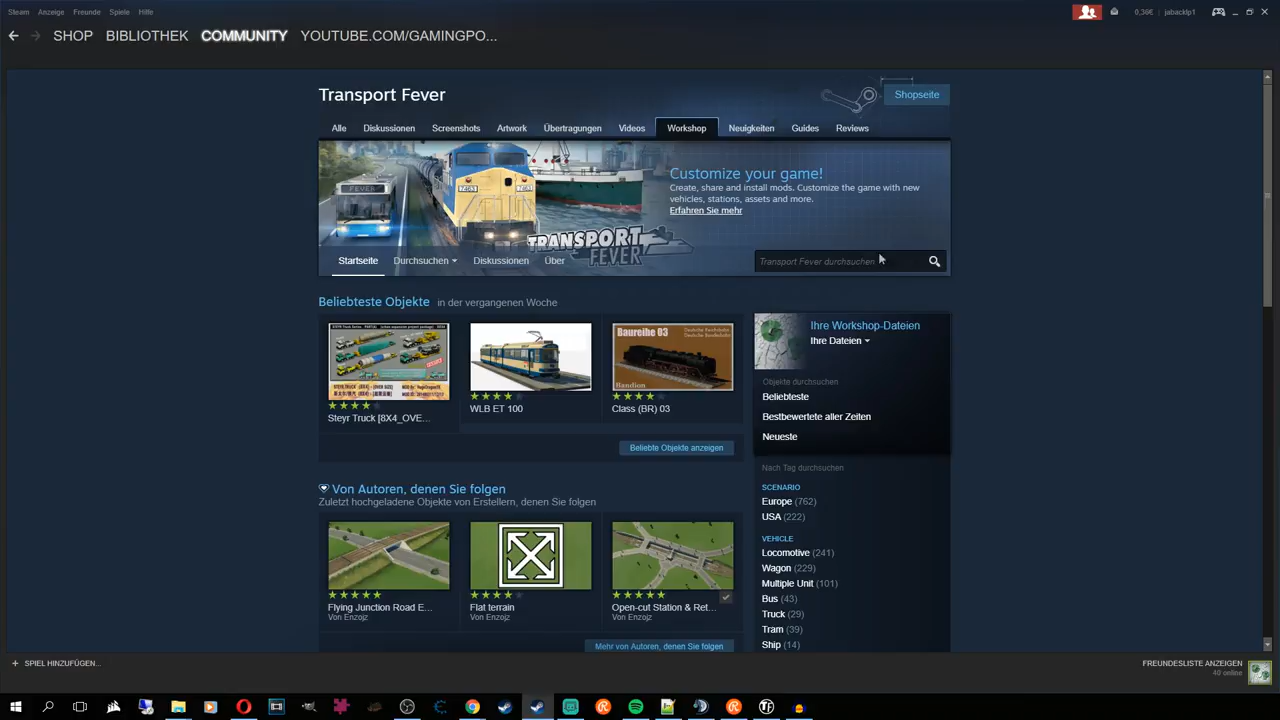 Steam Anzeige Freunde Spiele Hilfe
0,36€ jabacklp1
SHOP BIBLIOTHEK COMMUNITY YOUTUBE.COM/GAMINGPO...
Transport Fever
Shopseite
Alle Diskussionen Screenshots Artwork Übertragungen Videos Workshop Neuigkeiten Guides Reviews
Customize your game!
Create, share and install mods. Customize the game with new
vehicles, stations, assets and more.
Erfahren Sie mehr
FEVER
7463 7463
TRANSPORT
FEVER
Startseite Durchsuchen Diskussionen Über
Transport Fever durchsuchen
Beliebteste Objekte in der vergangenen Woche
Baureihe 03
Steyr Truck [8X4_OVE...
WLB ET 100
Class (BR) 03
Beliebte Objekte anzeigen
Von Autoren, denen Sie folgen
Zuletzt hochgeladene Objekte von Erstellern, denen Sie folgen
Flying Junction Road E...
Von Enzojz
Flat terrain
Von Enzojz
Open-cut Station & Ret...
Von Enzojz
Mehr von Autoren, denen Sie folgen
Ihre Workshop-Dateien
Ihre Dateien
Objekte durchsuchen
Beliebteste
Bestbewertete aller Zeiten
Neueste
Nach Tag durchsuchen
SCENARIO
Europe (762)
USA (222)
VEHICLE
Locomotive (241)
Wagon (229)
Multiple Unit (101)
Bus (43)
Truck (29)
Tram (39)
Ship (14)
+ SPIEL HINZUFÜGEN...
FREUNDESLISTE ANZEIGEN
40 online